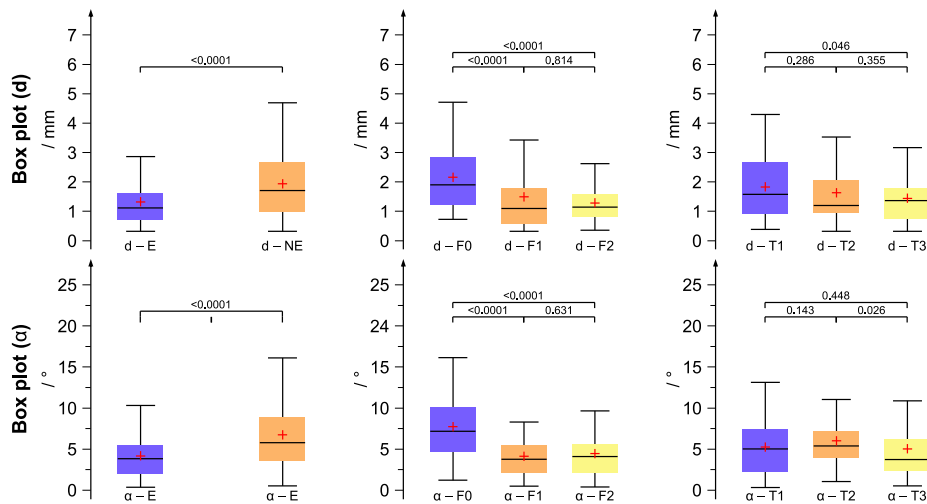 Box plot (d)
/ mm
7
6
5
4
3
2
1
0
<0.0001
d – E
d – NE
/ mm
7
6
5
4
3
2
1
0
<0.0001
<0.0001
0.814
d – F0
d – F1
d – F2
/ mm
7
6
5
4
3
2
1
0
0.046
0.286
0.355
d – T1
d – T2
d – T3
Box plot (α)
/ °
25
20
15
10
5
0
<0.0001
α – E
α – E
/ °
25
24
15
10
5
0
<0.0001
<0.0001
0.631
α – F0
α – F1
α – F2
/ °
25
20
15
10
5
0
0.448
0.143
0.026
α – T1
α – T2
α – T3